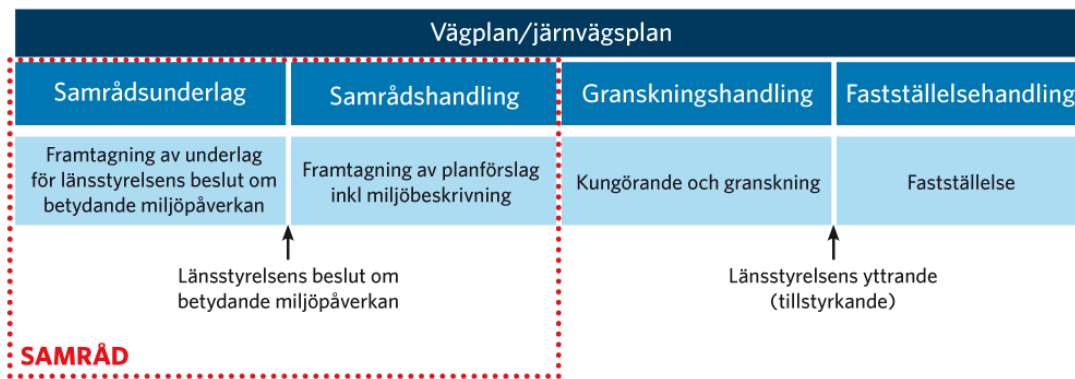 Vägplan/järnvägsplan
Samrådsunderlag
Samrådshandling
Granskningshandling
Fastställelsehandling
Framtagning av underlag
för länsstyrelsens beslut om
betydande miljöpåverkan
Framtagning av planförslag
inkl miljöbeskrivning
Kungörande och granskning
Fastställelse
Länsstyrelsens beslut om
betydande miljöpåverkan
Länsstyrelsens yttrande
(tillstyrkande)
SAMRÅD